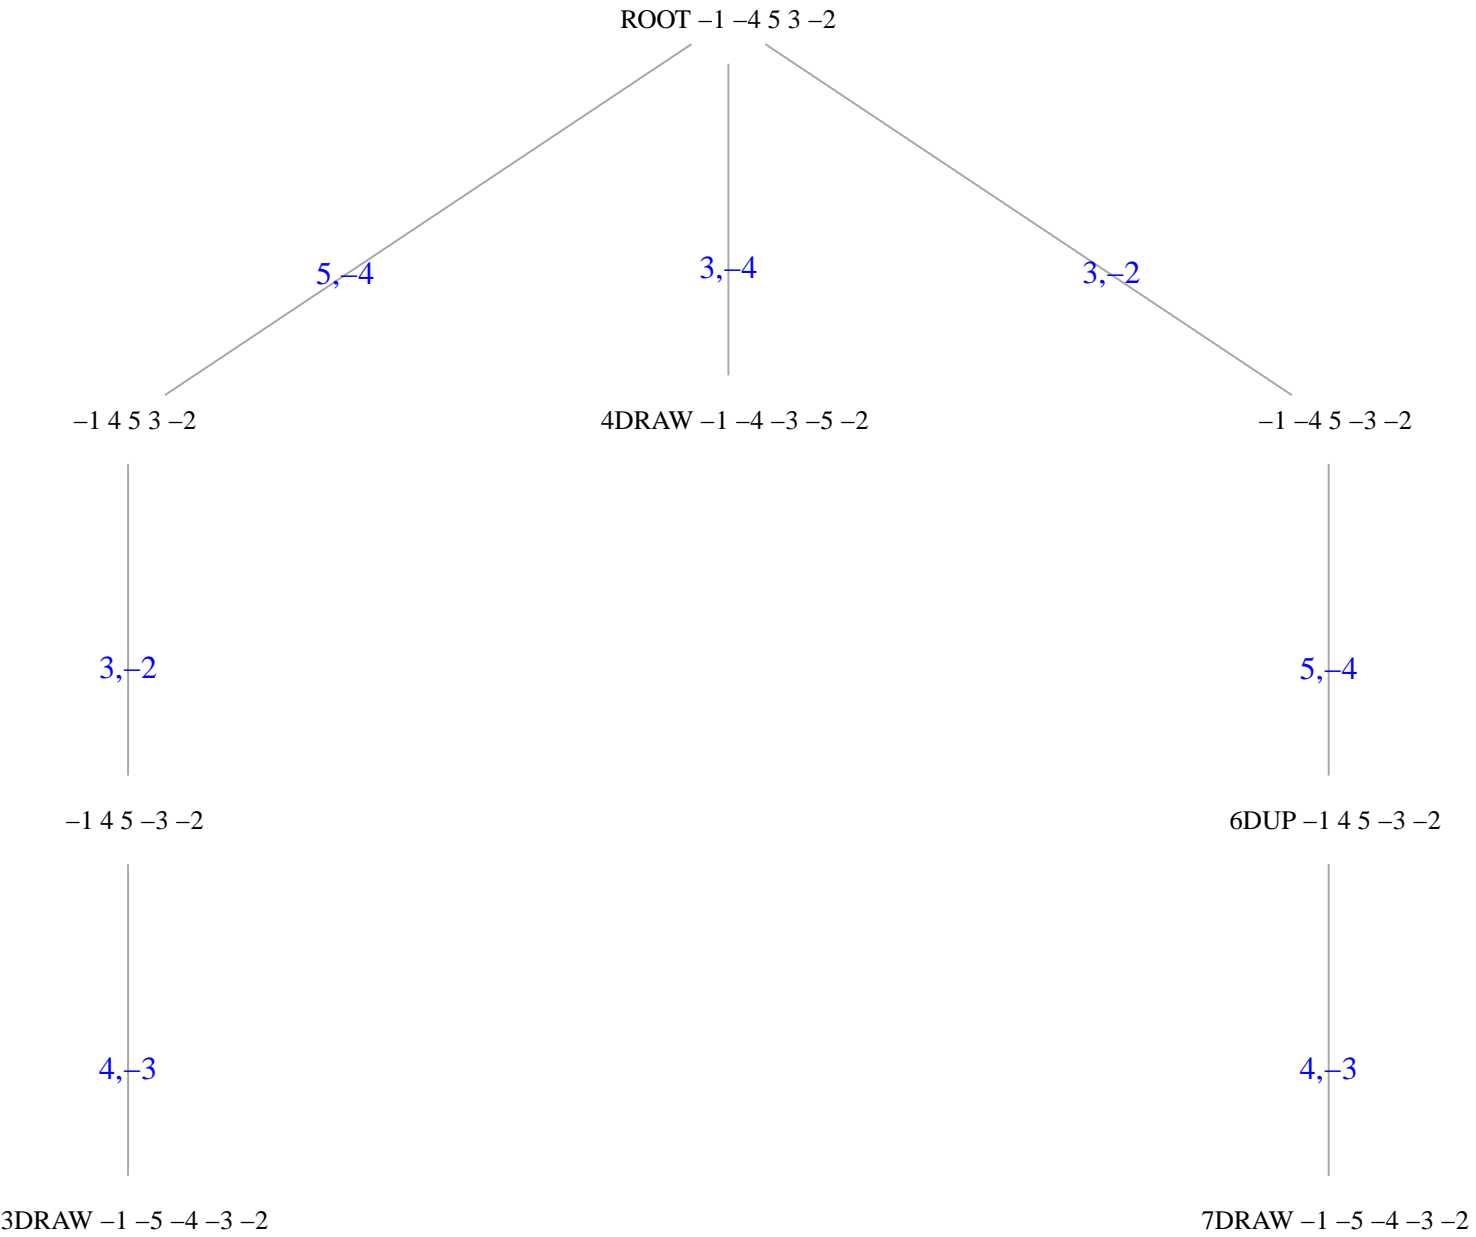 ROOT –1 –4 5 3 –2
5,–4
3,–4
3,–2
–1 4 5 3 –2
4DRAW –1 –4 –3 –5 –2
–1 –4 5 –3 –2
3,–2
5,–4
–1 4 5 –3 –2
6DUP –1 4 5 –3 –2
4,–3
4,–3
3DRAW –1 –5 –4 –3 –2
7DRAW –1 –5 –4 –3 –2